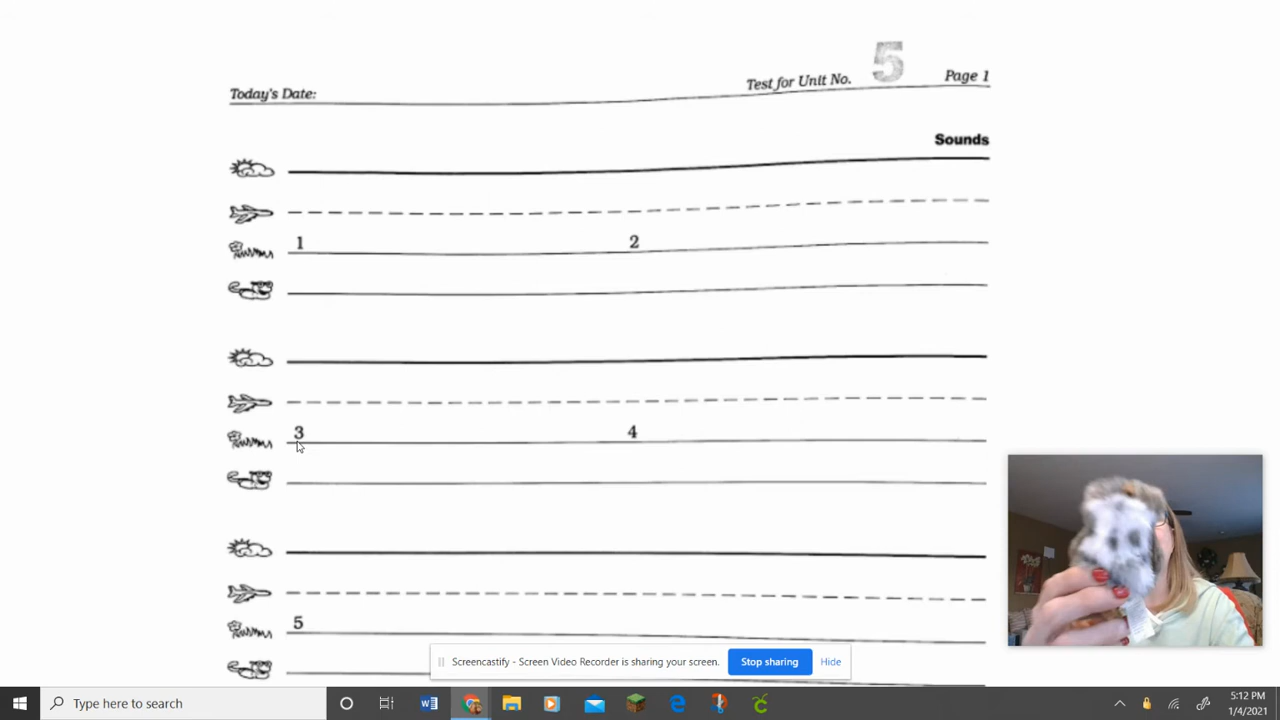 Test for Unit No. 5 Page 1
Today's Date:
Sounds
1 2
3 4
5
Screencastify - Screen Video Recorder is sharing your screen. Stop sharing Hide
Type here to search
5:12 PM
1/4/2021